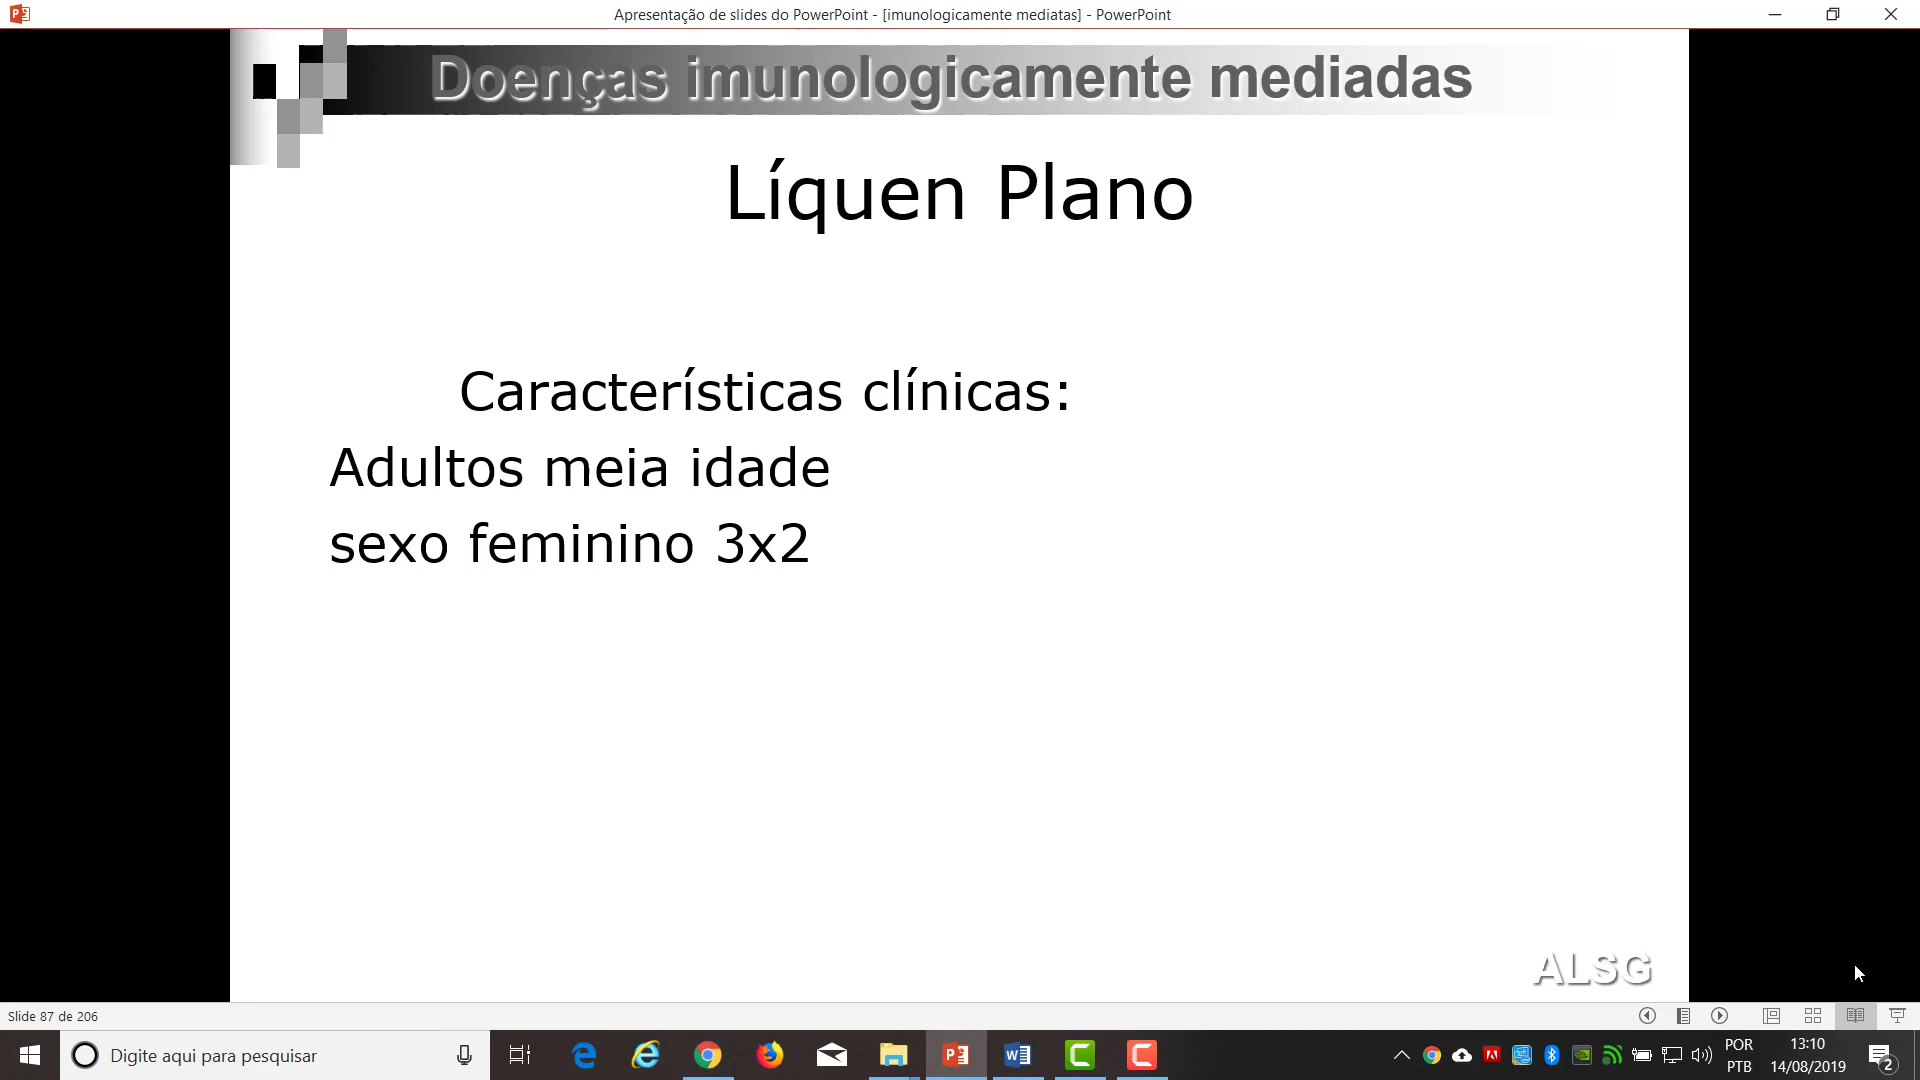 Apresentação de slides do PowerPoint - [imunologicamente mediatas] - PowerPoint
Doenças imunologicamente mediadas
Líquen Plano
Características clínicas:
Adultos meia idade
sexo feminino 3x2
ALSG
Slide 87 de 206
Digite aqui para pesquisar
POR
PTB
13:10
14/08/2019
2